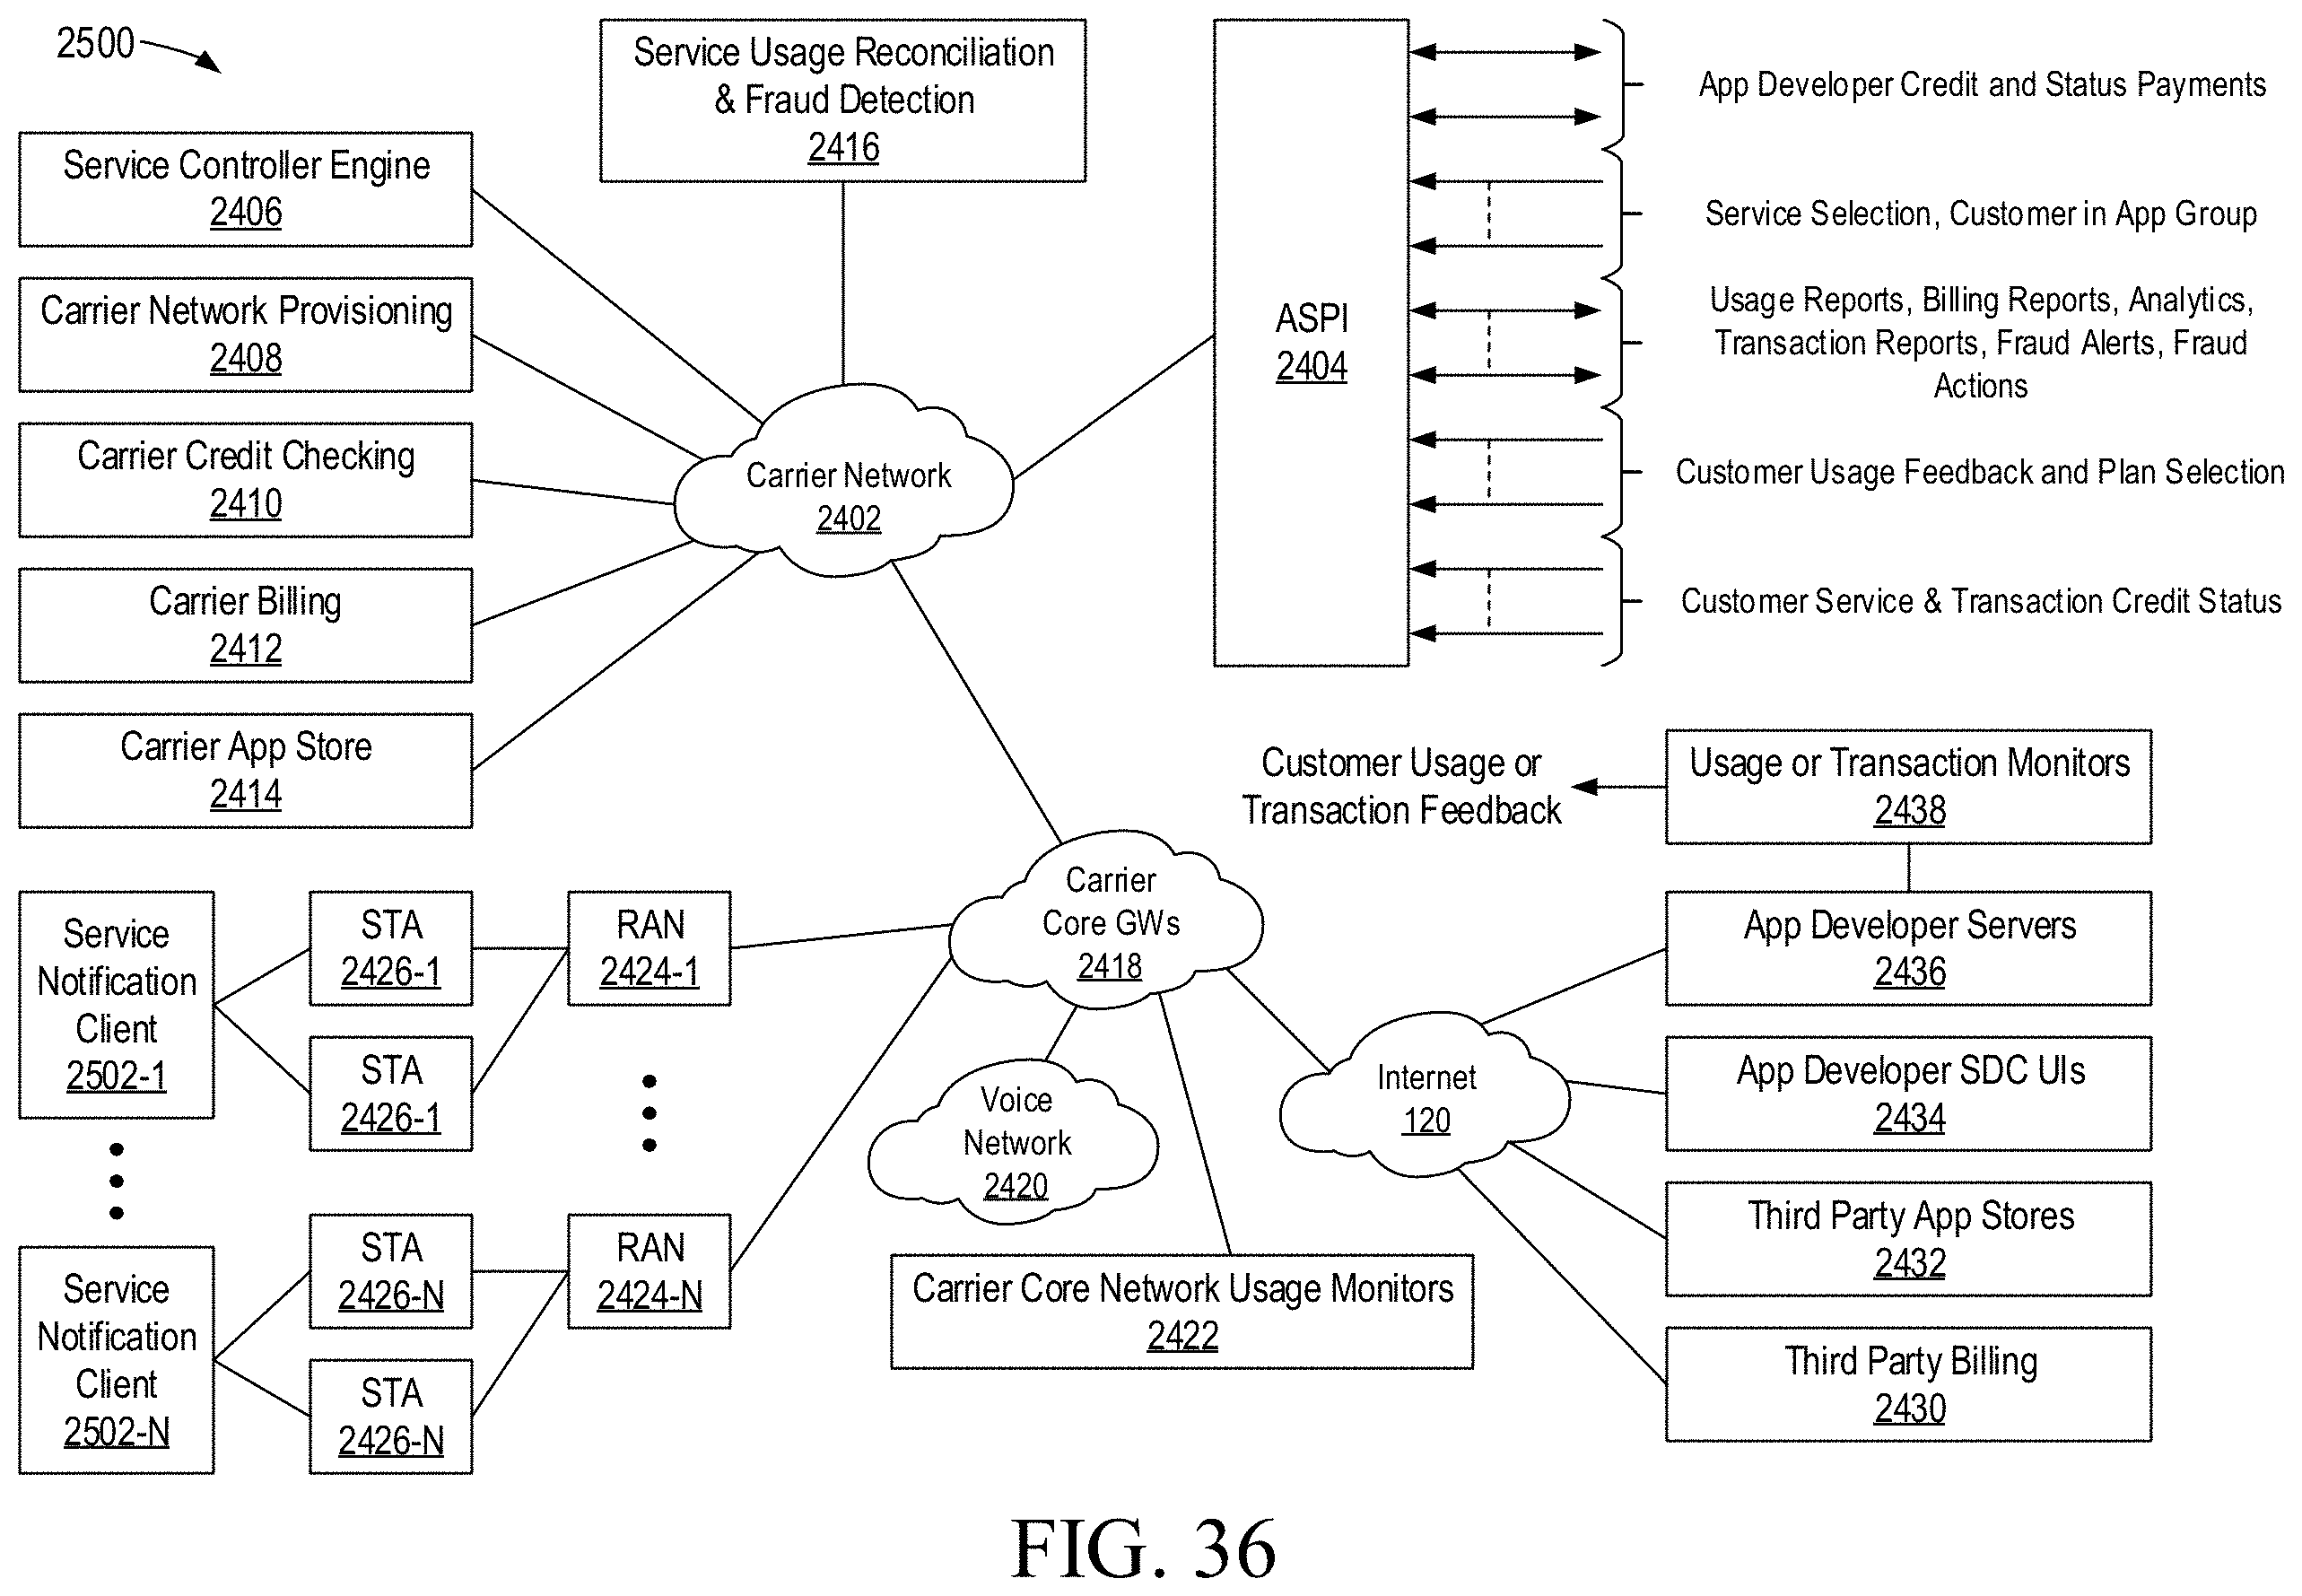 2500
Service Usage Reconciliation
& Fraud Detection
2416
Service Controller Engine
2406
Carrier Network Provisioning
2408
Carrier Credit Checking
2410
Carrier Billing
2412
Carrier App Store
2414
Carrier Network
2402
ASPI
2404
App Developer Credit and Status Payments
Service Selection, Customer in App Group
Usage Reports, Billing Reports, Analytics,
Transaction Reports, Fraud Alerts, Fraud
Actions
Customer Usage Feedback and Plan Selection
Customer Service & Transaction Credit Status
Customer Usage or
Transaction Feedback
Usage or Transaction Monitors
2438
Service
Notification
Client
2502-1
STA
2426-1
STA
2426-1
RAN
2424-1
Carrier
Core GWs
2418
App Developer Servers
2436
Internet
120
App Developer SDC UIs
2434
Voice
Network
2420
Third Party App Stores
2432
Service
Notification
Client
2502-N
STA
2426-N
STA
2426-N
RAN
2424-N
Carrier Core Network Usage Monitors
2422
Third Party Billing
2430
FIG. 36